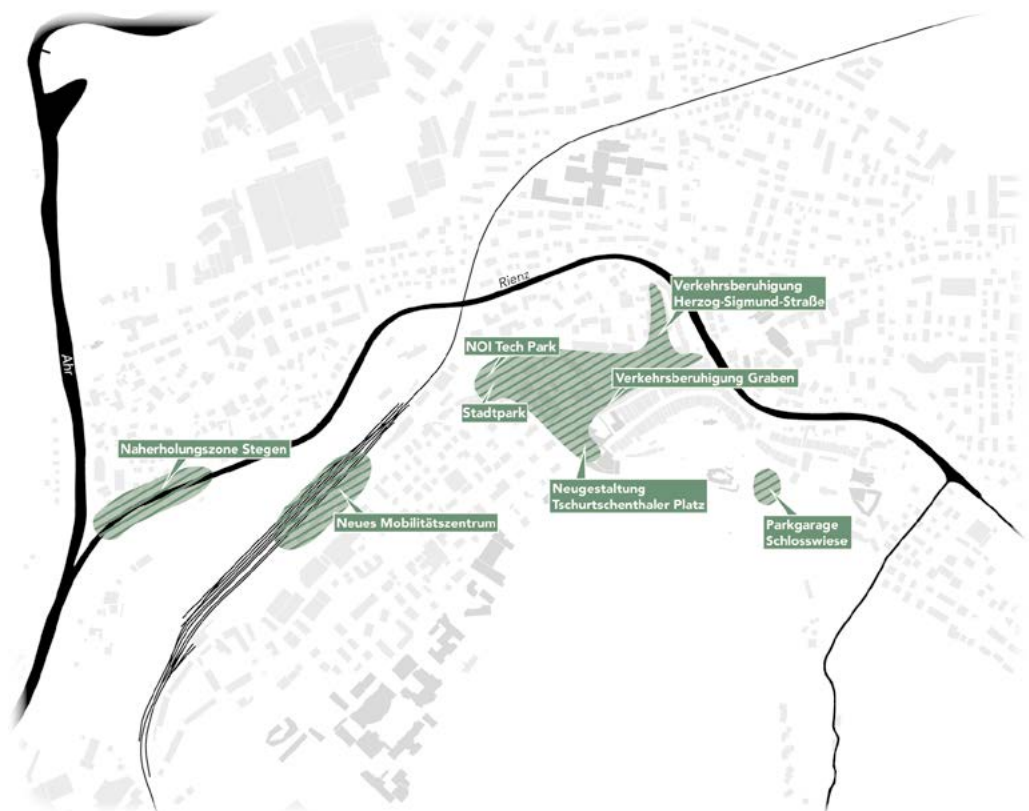 Rienz
Verkehrsberuhigung
Herzog-Sigmund-Straße
NOI Tech Park
Verkehrsberuhigung Graben
Ahr
Stadtpark
Naherholungszone Stegen
Neugestaltung
Tschurtschenthaler Platz
Neues Mobilitätszentrum
Parkgarage
Schlosswiese